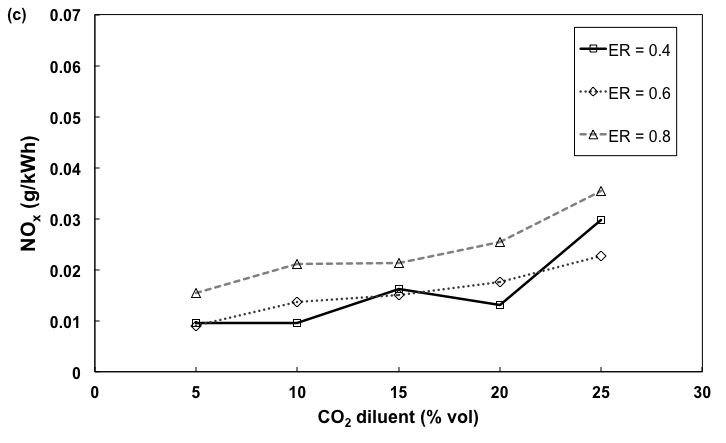 (c)
0.07
0.06
0.05
0.04
0.03
0.02
0.01
0
NOx (g/kWh)
ER = 0.4
ER = 0.6
ER = 0.8
0 5 10 15 20 25 30
CO2 diluent (% vol)